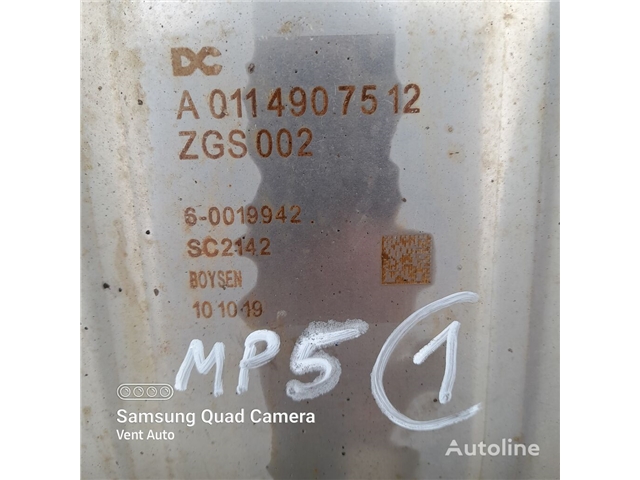 DC
A 011 490 75 12
ZGS 002
6-0019942
SC2142
BOYSEN
10 10 19
MP5 1
Samsung Quad Camera
Vent Auto
Autoline